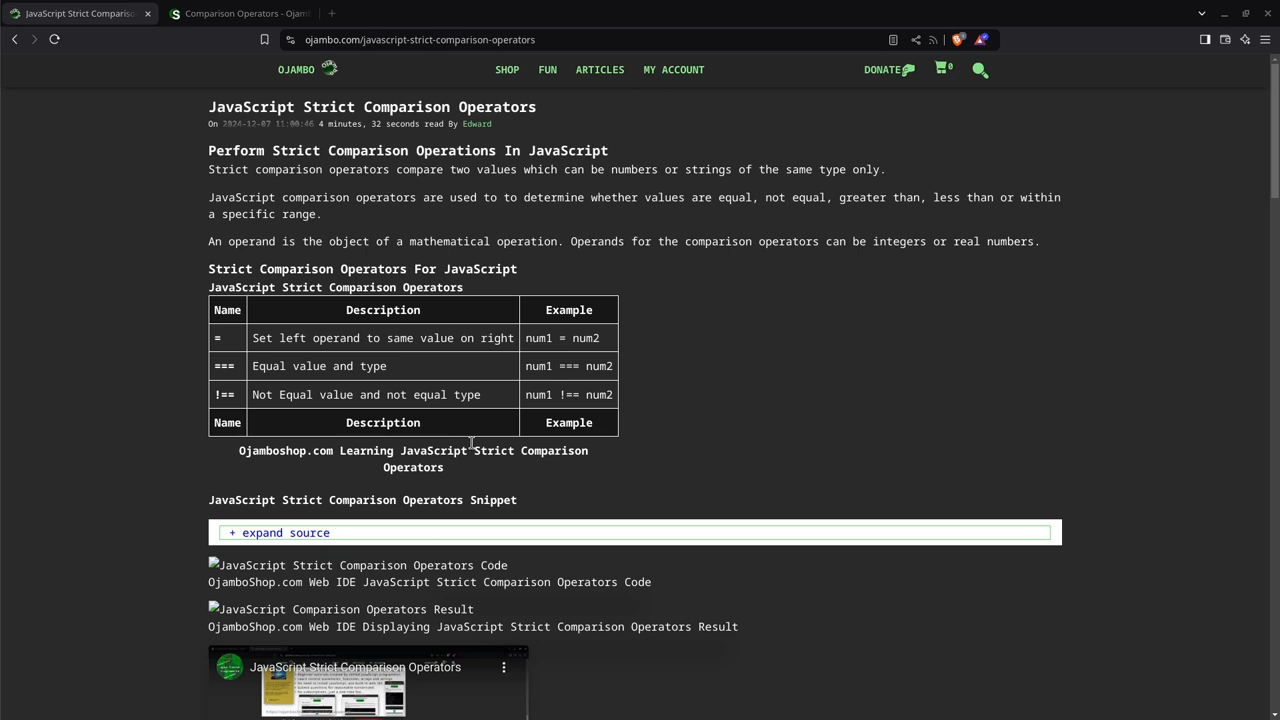 JavaScript Strict Compariso
Comparison Operators - Ojam
ojambo.com/javascript-strict-comparison-operators
OJAMBO SHOP FUN ARTICLES MY ACCOUNT DONATE 0
JavaScript Strict Comparison Operators
On 2024-12-07 11:00:46 4 minutes, 32 seconds read By Edward
Perform Strict Comparison Operations In JavaScript
Strict comparison operators compare two values which can be numbers or strings of the same type only.
JavaScript comparison operators are used to to determine whether values are equal, not equal, greater than, less than or within
a specific range.
An operand is the object of a mathematical operation. Operands for the comparison operators can be integers or real numbers.
Strict Comparison Operators For JavaScript
JavaScript Strict Comparison Operators
Name Description Example
= Set left operand to same value on right num1 = num2
=== Equal value and type num1 === num2
!== Not Equal value and not equal type num1 !== num2
Name Description Example
Ojamboshop.com Learning JavaScript Strict Comparison
Operators
JavaScript Strict Comparison Operators Snippet
+ expand source
JavaScript Strict Comparison Operators Code
OjamboShop.com Web IDE JavaScript Strict Comparison Operators Code
JavaScript Comparison Operators Result
OjamboShop.com Web IDE Displaying JavaScript Strict Comparison Operators Result
JavaScript Strict Comparison Operators